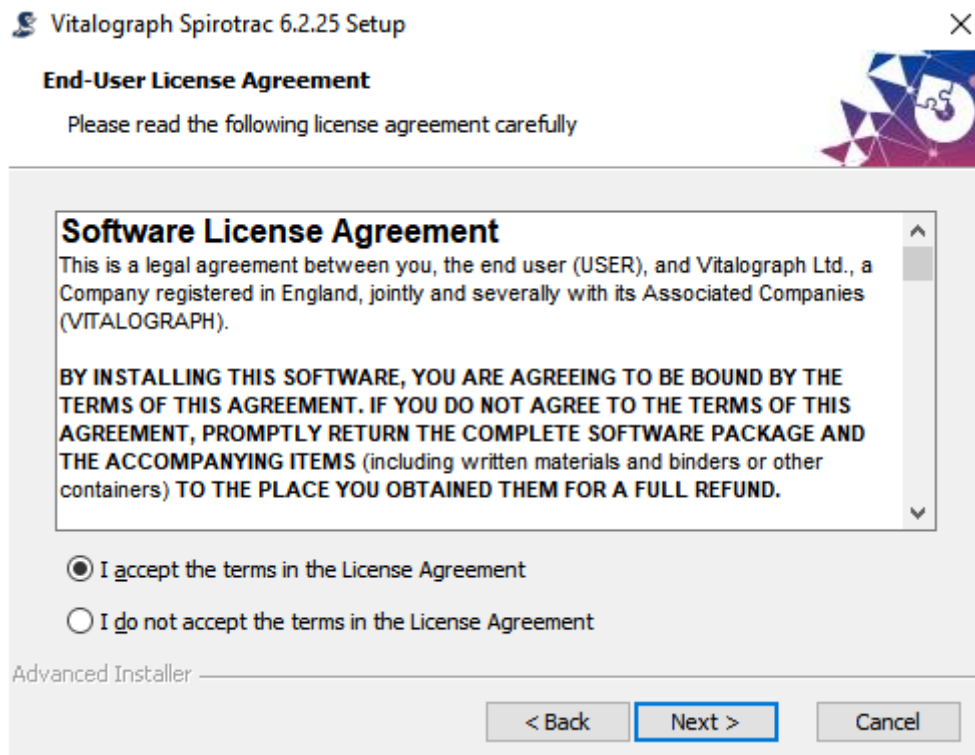 Vitalograph Spirotrac 6.2.25 Setup
End-User License Agreement
Please read the following license agreement carefully
Software License Agreement
This is a legal agreement between you, the end user (USER), and Vitalograph Ltd., a
Company registered in England, jointly and severally with its Associated Companies
(VITALOGRAPH).
BY INSTALLING THIS SOFTWARE, YOU ARE AGREEING TO BE BOUND BY THE
TERMS OF THIS AGREEMENT. IF YOU DO NOT AGREE TO THE TERMS OF THIS
AGREEMENT, PROMPTLY RETURN THE COMPLETE SOFTWARE PACKAGE AND
THE ACCOMPANYING ITEMS (including written materials and binders or other
containers) TO THE PLACE YOU OBTAINED THEM FOR A FULL REFUND.
I accept the terms in the License Agreement
I do not accept the terms in the License Agreement
Advanced Installer
< Back
Next >
Cancel